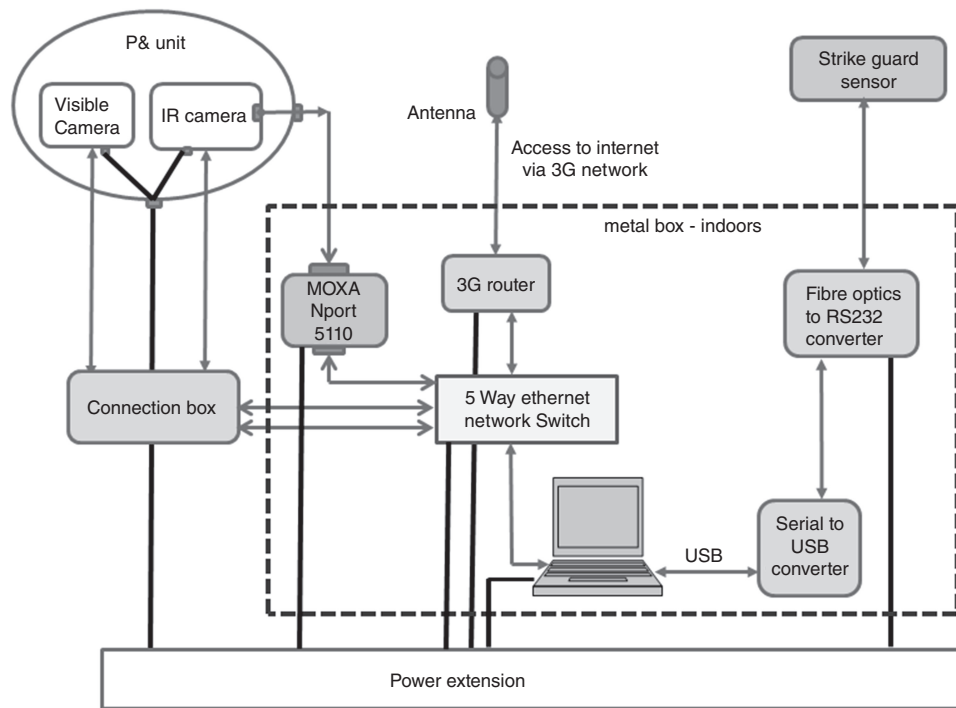 P& unit
Visible
Camera
IR camera
Antenna
Access to internet
via 3G network
Strike guard
sensor
metal box - indoors
MOXA
Nport
5110
3G router
Fibre optics
to RS232
converter
Connection box
5 Way ethernet
network Switch
USB
Serial to
USB
converter
Power extension